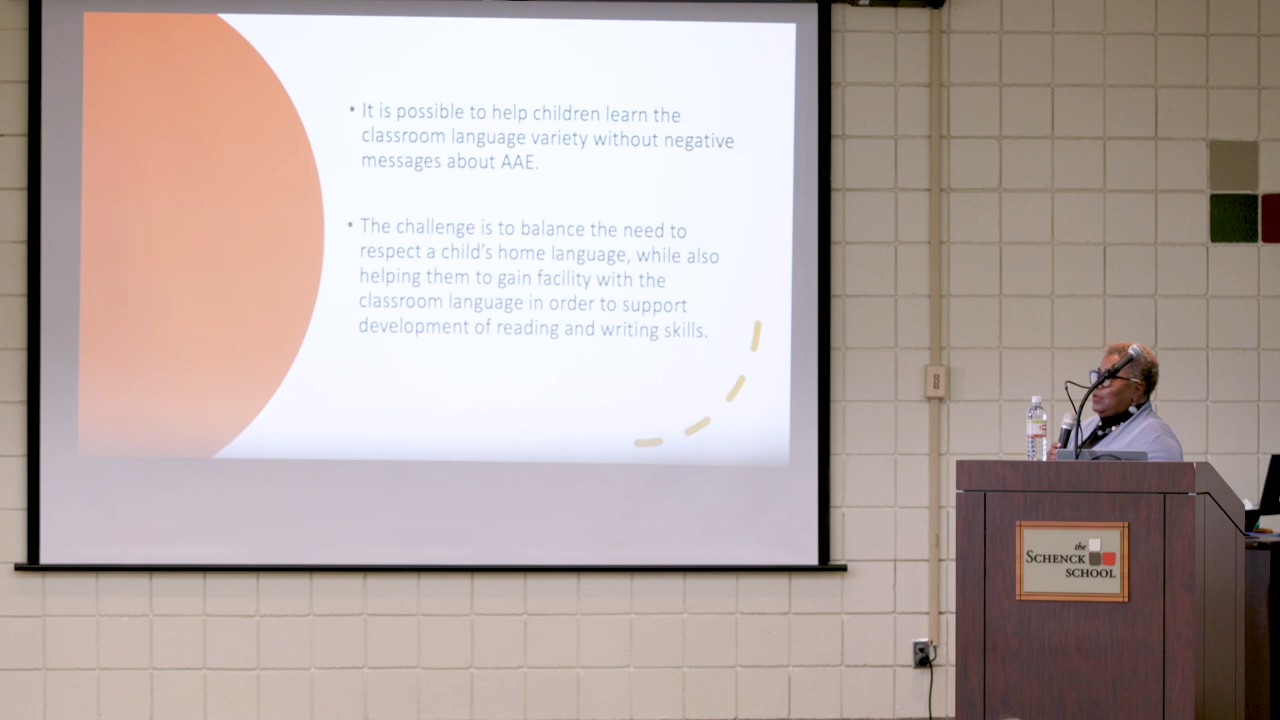 • It is possible to help children learn the
classroom language variety without negative
messages about AAE.
• The challenge is to balance the need to
respect a child's home language, while also
helping them to gain facility with the
classroom language in order to support
development of reading and writing skills.
the
SCHENCK
SCHOOL